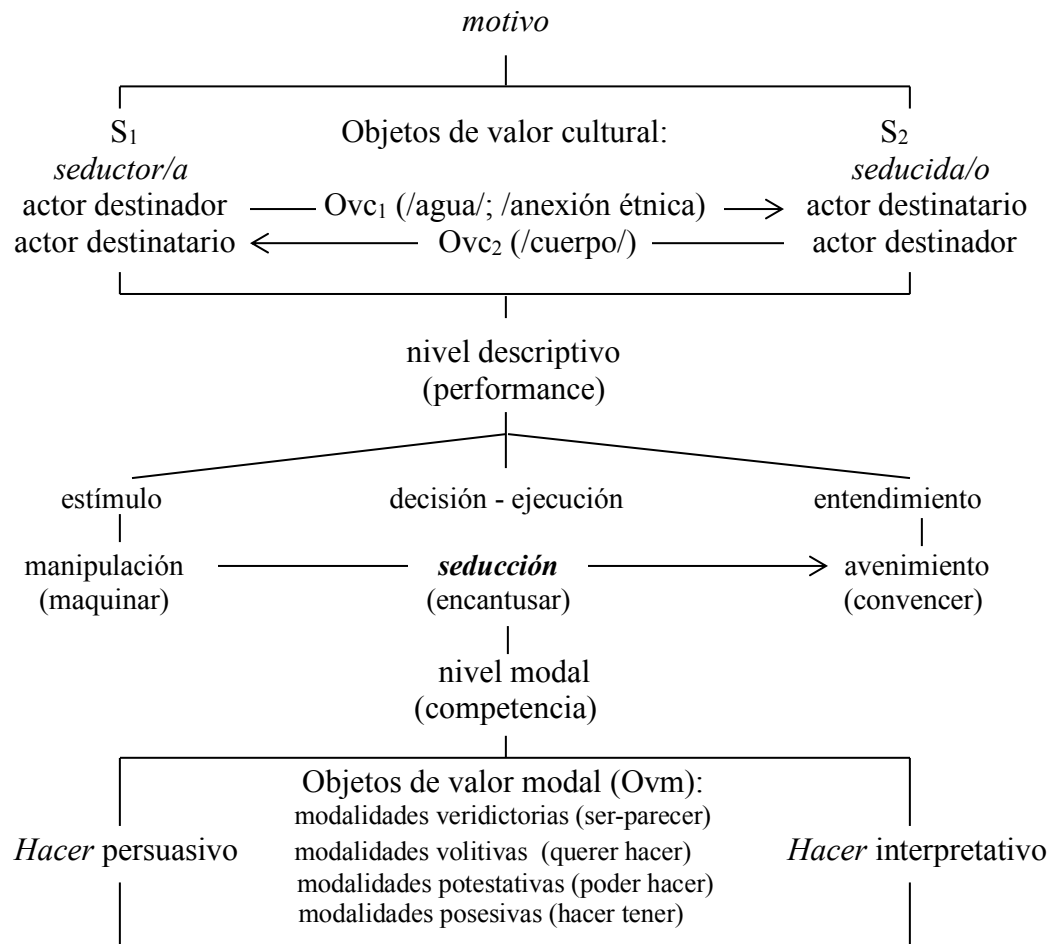 motivo
S1 Objetos de valor cultural: S2
seductor/a seducida/o
actor destinador Ovc1 (/agua/; /anexión étnica) actor destinatario
actor destinatario Ovc2 (/cuerpo/) actor destinador
nivel descriptivo
(performance)
estímulo decisión - ejecución entendimiento
manipulación seducción avenimiento
(maquinar) (encantusar) (convencer)
nivel modal
(competencia)
Objetos de valor modal (Ovm):
modalidades veridictorias (ser-parecer)
Hacer persuasivo modalidades volitivas (querer hacer) Hacer interpretativo
modalidades potestativas (poder hacer)
modalidades posesivas (hacer tener)